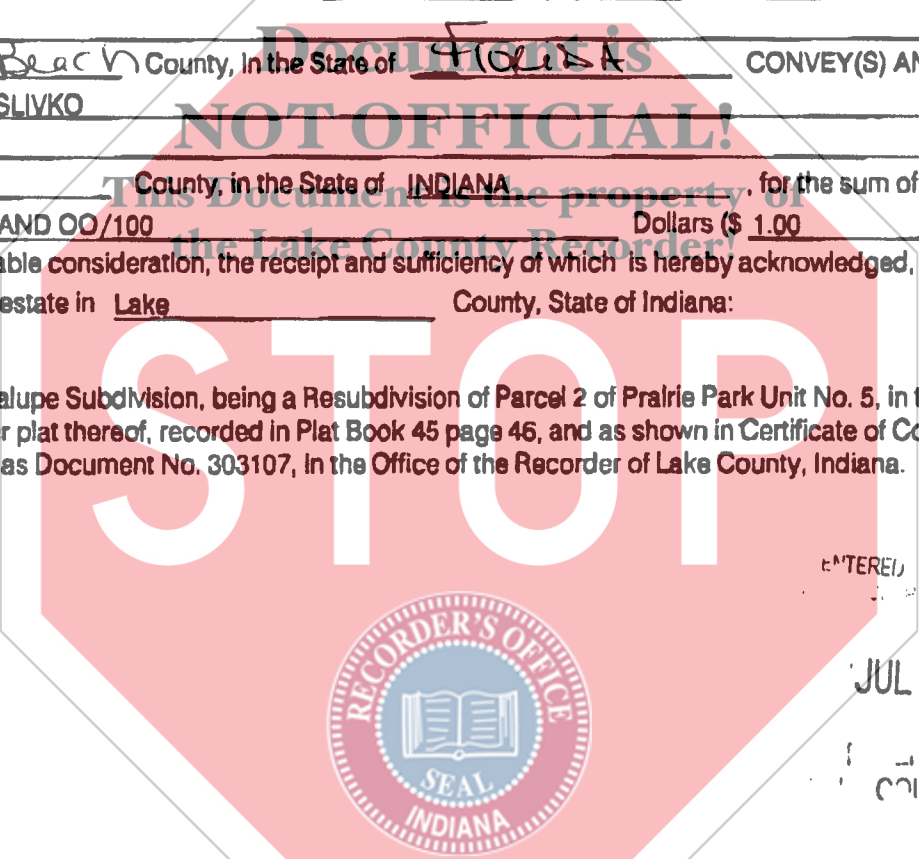 Beach County, in the State of Florida CONVEY(S) AN
SLIVKO
County, in the State of INDIANA , for the sum of
AND OO/100 Dollars ($ 1.00
able consideration, the receipt and sufficiency of which is hereby acknowledged,
estate in Lake County, State of Indiana:
alupe Subdivision, being a Resubdivision of Parcel 2 of Prairie Park Unit No. 5, in t
r plat thereof, recorded in Plat Book 45 page 46, and as shown in Certificate of Co
as Document No. 303107, in the Office of the Recorder of Lake County, Indiana.
Document is
NOT OFFICIAL!
This Document is the property of
the Lake County Recorder!
STOP
ENTERED
JUL
RECORDER'S OFFICE
SEAL
INDIANA